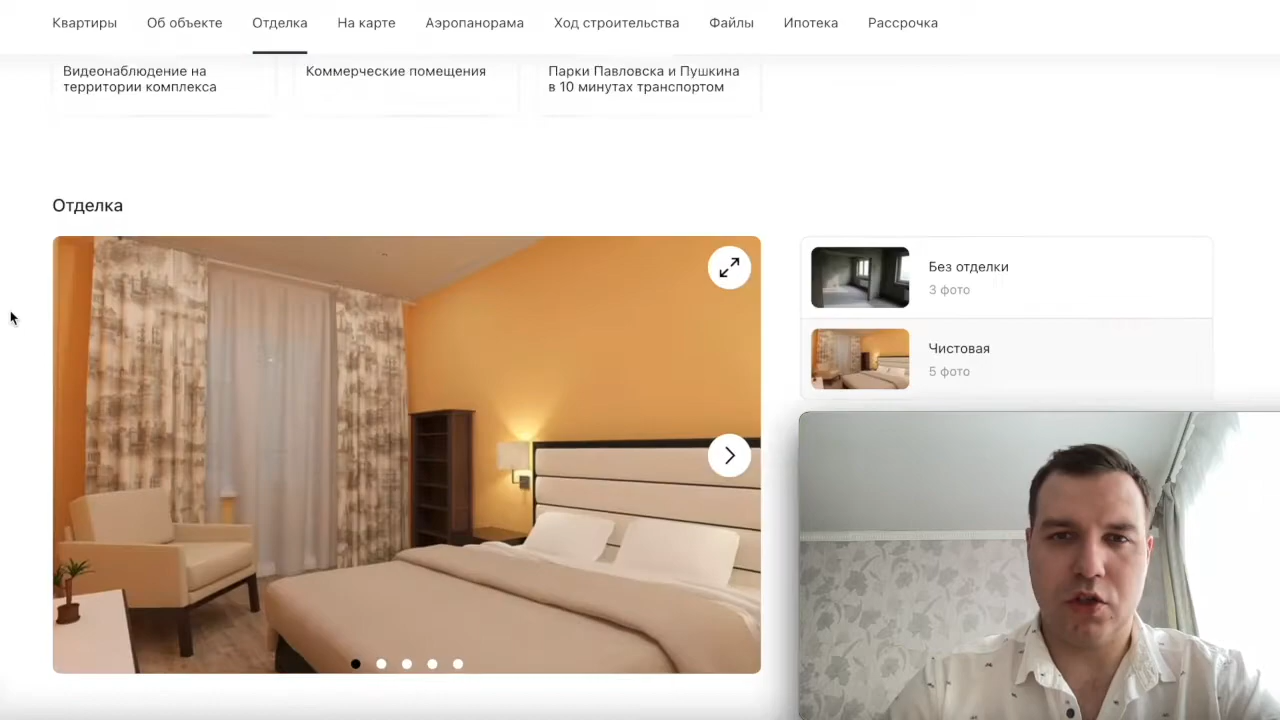 Квартиры Об объекте Отделка На карте Аэропанорама Ход строительства Файлы Ипотека Рассрочка
Видеонаблюдение на
территории комплекса
Коммерческие помещения
Парки Павловска и Пушкина
в 10 минутах транспортом
Отделка
Без отделки
3 фото
Чистовая
5 фото